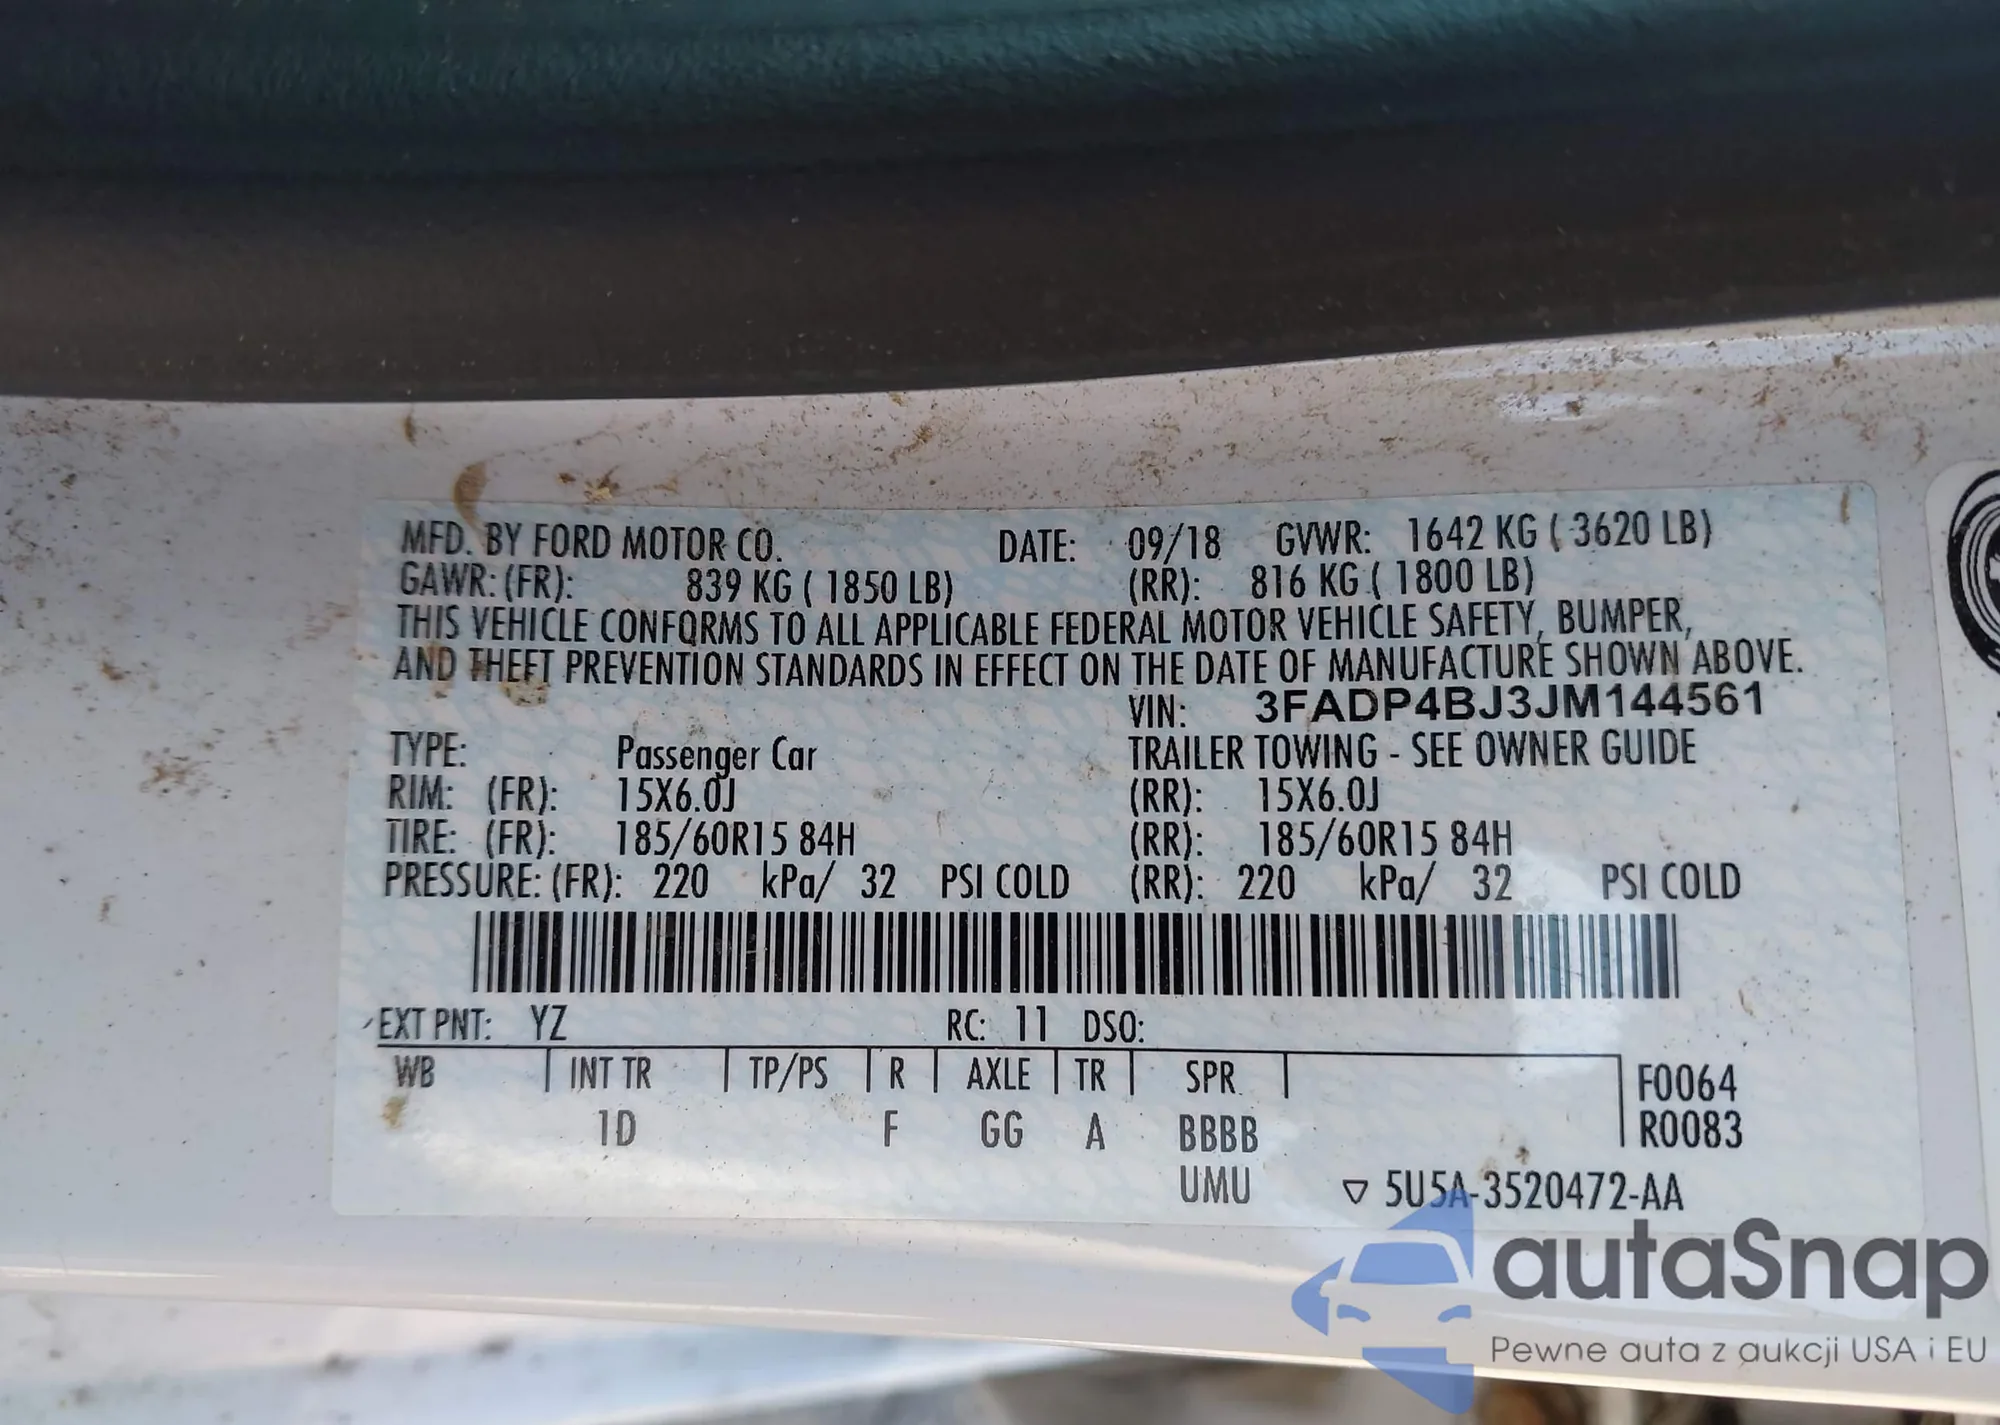 MFD. BY FORD MOTOR CO. DATE: 09/18 GVWR: 1642 KG ( 3620 LB)
GAWR: (FR): 839 KG ( 1850 LB) (RR): 816 KG ( 1800 LB)
THIS VEHICLE CONFORMS TO ALL APPLICABLE FEDERAL MOTOR VEHICLE SAFETY, BUMPER,
AND THEFT PREVENTION STANDARDS IN EFFECT ON THE DATE OF MANUFACTURE SHOWN ABOVE.
VIN: 3FADP4BJ3JM144561
TYPE: Passenger Car TRAILER TOWING - SEE OWNER GUIDE
RIM: (FR): 15X6.0J (RR): 15X6.0J
TIRE: (FR): 185/60R15 84H (RR): 185/60R15 84H
PRESSURE: (FR): 220 kPa/ 32 PSI COLD (RR): 220 kPa/ 32 PSI COLD
EXT PNT: YZ RC: 11 DSO:
WB INT TR TP/PS R AXLE TR SPR F0064
1D F GG A BBBB R0083
UMU ▽ 5U5A-3520472-AA
autaSnap
Pewne auta z aukcji USA i EU